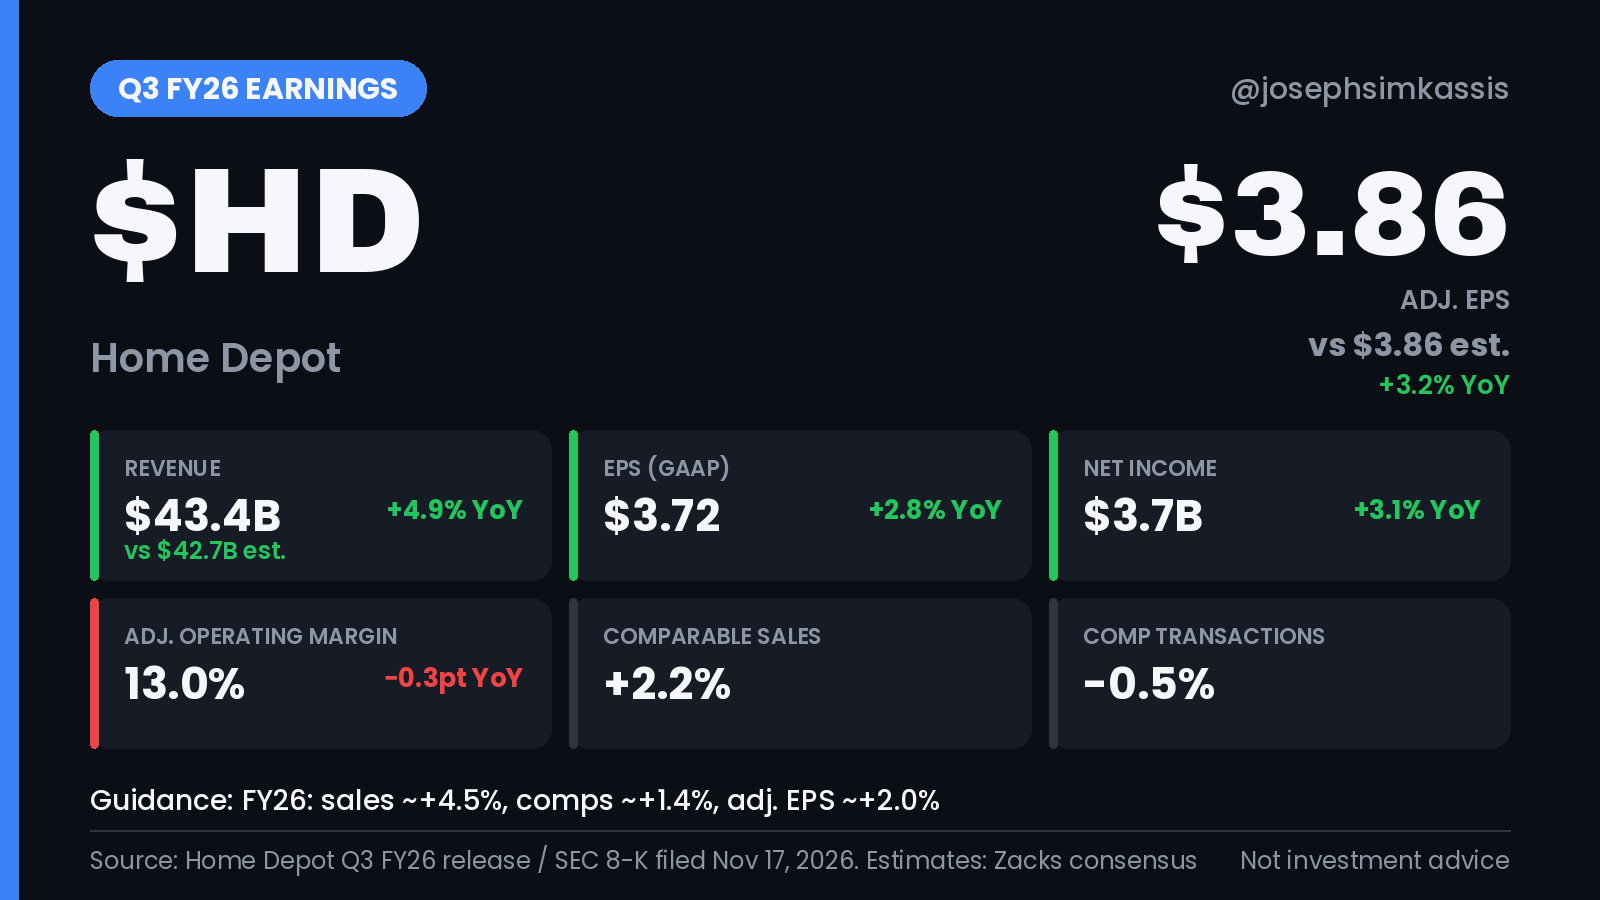 Q3 FY26 EARNINGS
@josephsimkassis
$HD
$3.86
ADJ. EPS
Home Depot
vs $3.86 est.
+3.2% YoY
REVENUE
$43.4B
+4.9% YoY
vs $42.7B est.
EPS (GAAP)
$3.72
+2.8% YoY
NET INCOME
$3.7B
+3.1% YoY
ADJ. OPERATING MARGIN
13.0%
-0.3pt YoY
COMPARABLE SALES
+2.2%
COMP TRANSACTIONS
-0.5%
Guidance: FY26: sales ~+4.5%, comps ~+1.4%, adj. EPS ~+2.0%
Source: Home Depot Q3 FY26 release / SEC 8-K filed Nov 17, 2026. Estimates: Zacks consensus
Not investment advice